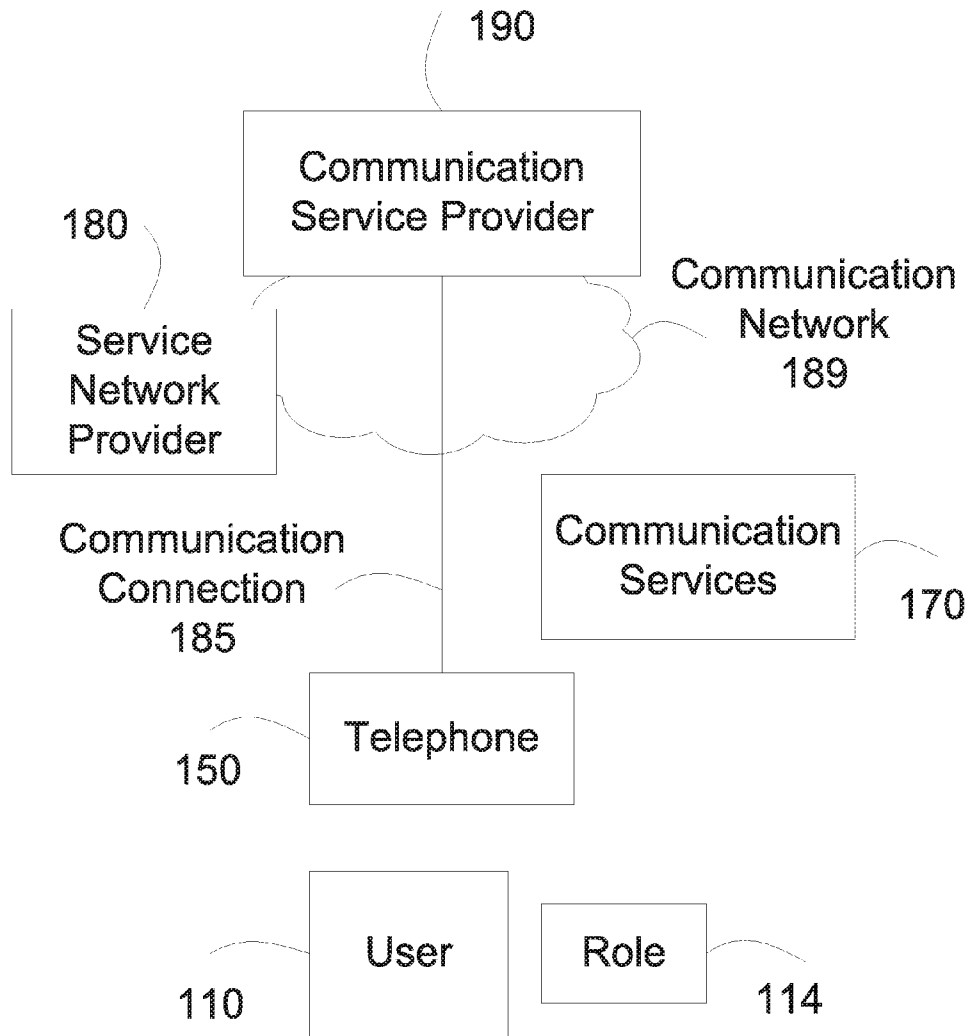 190
Communication
Service Provider
180
Service
Network
Provider
Communication
Network
189
Communication
Connection
185
Communication
Services
170
Telephone
150
User
110
Role
114